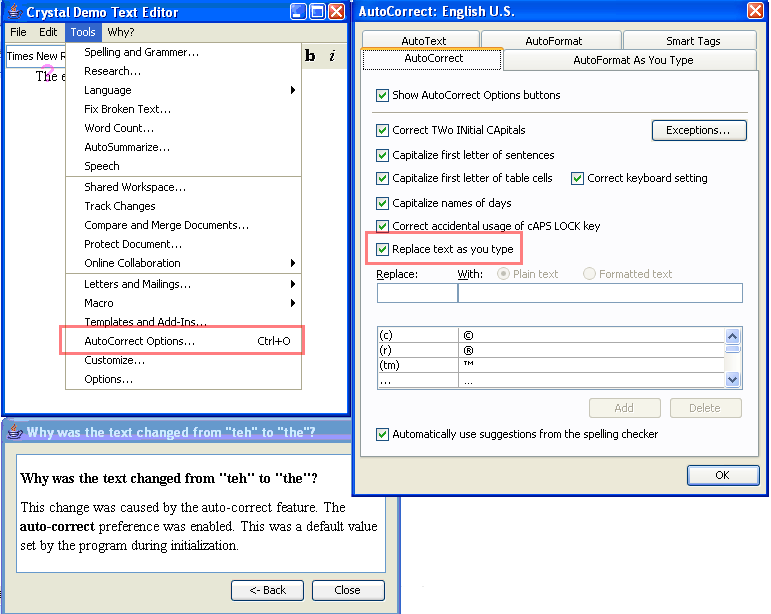 Crystal Demo Text Editor
File Edit Tools Why?
Times New R b i
The e
?
Spelling and Grammer...
Research...
Language
Fix Broken Text...
Word Count...
AutoSummarize...
Speech
Shared Workspace...
Track Changes
Compare and Merge Documents...
Protect Document...
Online Collaboration
Letters and Mailings...
Macro
Templates and Add-Ins...
AutoCorrect Options... Ctrl+O
Customize...
Options...
AutoCorrect: English U.S.
AutoText AutoFormat Smart Tags
AutoCorrect AutoFormat As You Type
Show AutoCorrect Options buttons
Correct TWo INitial CApitals Exceptions...
Capitalize first letter of sentences
Capitalize first letter of table cells Correct keyboard setting
Capitalize names of days
Correct accidental usage of cAPS LOCK key
Replace text as you type
Replace: With: Plain text Formatted text
(c) ©
(r) ®
(tm) ™
... ...
Add Delete
Automatically use suggestions from the spelling checker
OK
Why was the text changed from "teh" to "the"?
Why was the text changed from "teh" to "the"?
This change was caused by the auto-correct feature. The
auto-correct preference was enabled. This was a default value
set by the program during initialization.
<- Back Close